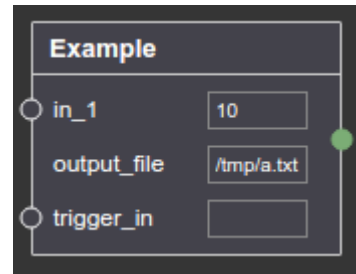 Example
in_1 10
output_file /tmp/a.txt
trigger_in